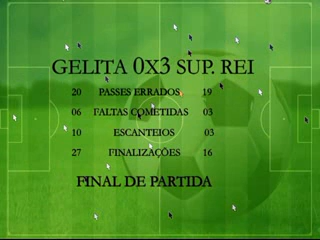 GELITA 0X3 SUP. REI
20 PASSES ERRADOS 19
06 FALTAS COMETIDAS 03
10 ESCANTEIOS 03
27 FINALIZAÇÕES 16
FINAL DE PARTIDA